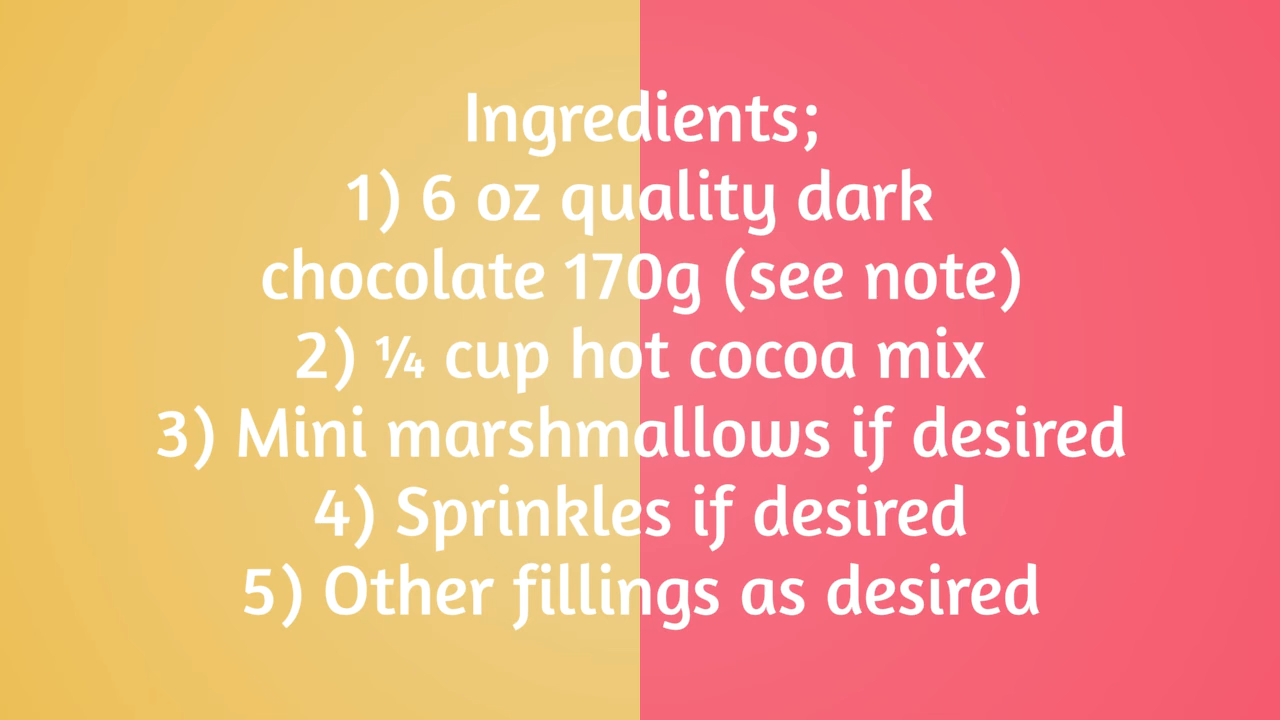 Ingredients;
1) 6 oz quality dark
chocolate 170g (see note)
2) ¼ cup hot cocoa mix
3) Mini marshmallows if desired
4) Sprinkles if desired
5) Other fillings as desired